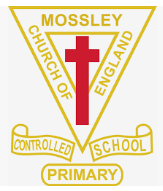 MOSSLEY
CHURCH OF
ENGLAND
CONTROLLED SCHOOL
PRIMARY